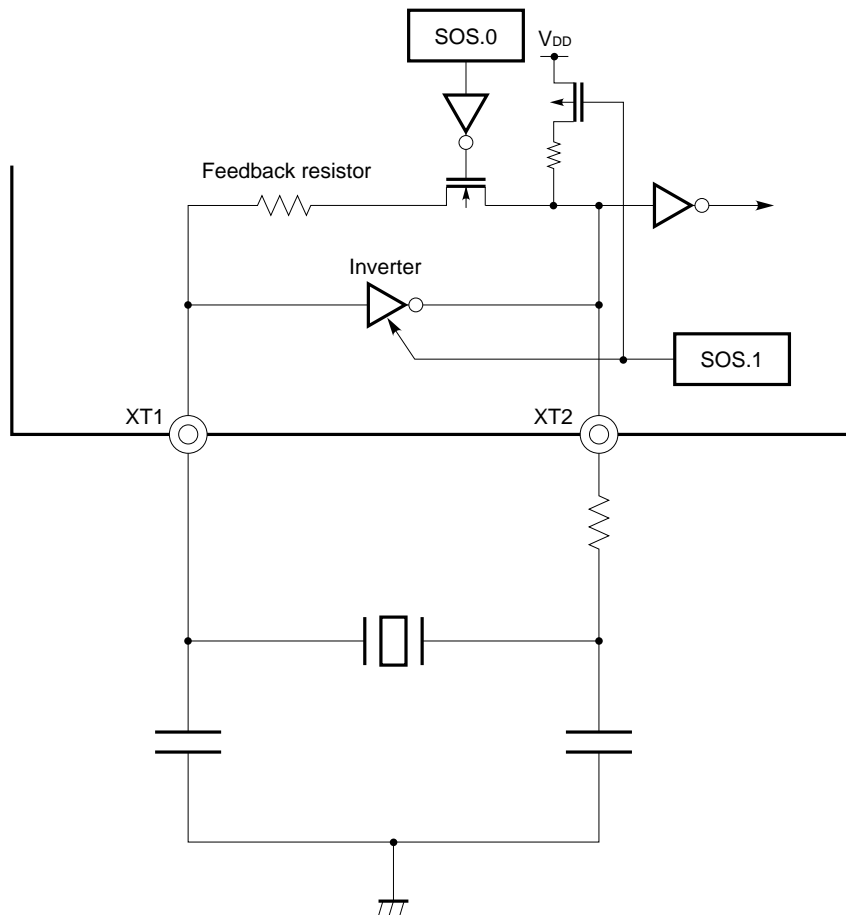 SOS.0
VDD
Feedback resistor
Inverter
SOS.1
XT1
XT2